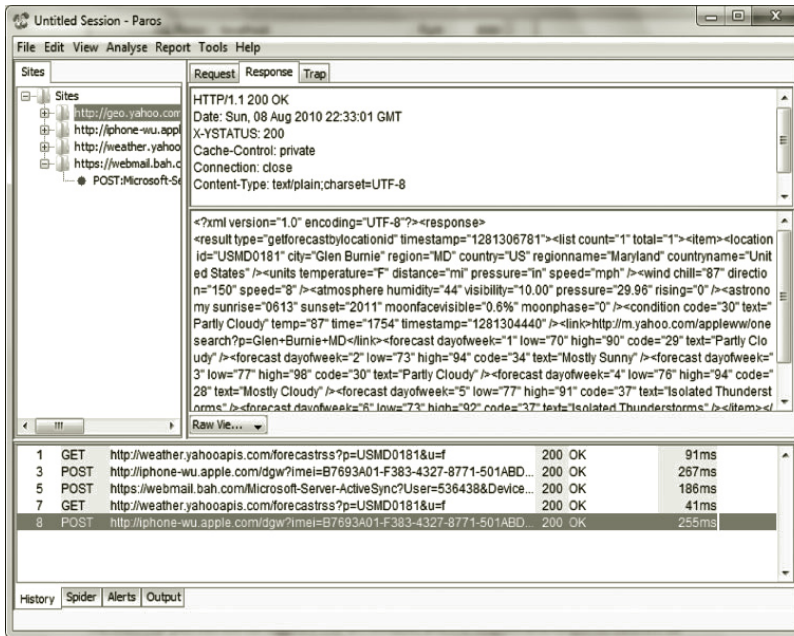 Untitled Session - Paros
File Edit View Analyse Report Tools Help
Sites
Sites
http://geo.yahoo.com
http://iphone-wu.appl
http://weather.yahoo
https://webmail.bah.c
POST:Microsoft-Se
Request Response Trap
HTTP/1.1 200 OK
Date: Sun, 08 Aug 2010 22:33:01 GMT
X-YSTATUS: 200
Cache-Control: private
Connection: close
Content-Type: text/plain;charset=UTF-8
<?xml version="1.0" encoding="UTF-8"?><response>
<result type="getforecastbylocationid" timestamp="1281306781"><list count="1" total="1"><item><location
id="USMD0181" city="Glen Burnie" region="MD" country="US" regionname="Maryland" countryname="Unit
ed States" /><units temperature="F" distance="mi" pressure="in" speed="mph" /><wind chill="87" directio
n="150" speed="8" /><atmosphere humidity="44" visibility="10.00" pressure="29.96" rising="0" /><astrono
my sunrise="0613" sunset="2011" moonfacevisible="0.6%" moonphase="0" /><condition code="30" text="
Partly Cloudy" temp="87" time="1754" timestamp="1281304440" /><link>http://m.yahoo.com/appleww/one
search?p=Glen+Burnie+MD</link><forecast dayofweek="1" low="70" high="90" code="29" text="Partly Clo
udy" /><forecast dayofweek="2" low="73" high="94" code="34" text="Mostly Sunny" /><forecast dayofweek="
3" low="77" high="98" code="30" text="Partly Cloudy" /><forecast dayofweek="4" low="76" high="94" code="
28" text="Mostly Cloudy" /><forecast dayofweek="5" low="77" high="91" code="37" text="Isolated Thunderst
orms" /><forecast dayofweek="6" low="73" high="92" code="37" text="Isolated Thunderstorms" /></item></
Raw Vie...
1 GET http://weather.yahooapis.com/forecastrss?p=USMD0181&u=f 200 OK 91ms
3 POST http://iphone-wu.apple.com/dgw?imei=B7693A01-F383-4327-8771-501ABD... 200 OK 267ms
5 POST https://webmail.bah.com/Microsoft-Server-ActiveSync?User=536438&Device... 200 OK 186ms
7 GET http://weather.yahooapis.com/forecastrss?p=USMD0181&u=f 200 OK 41ms
8 POST http://iphone-wu.apple.com/dgw?imei=B7693A01-F383-4327-8771-501ABD... 200 OK 255ms
History Spider Alerts Output